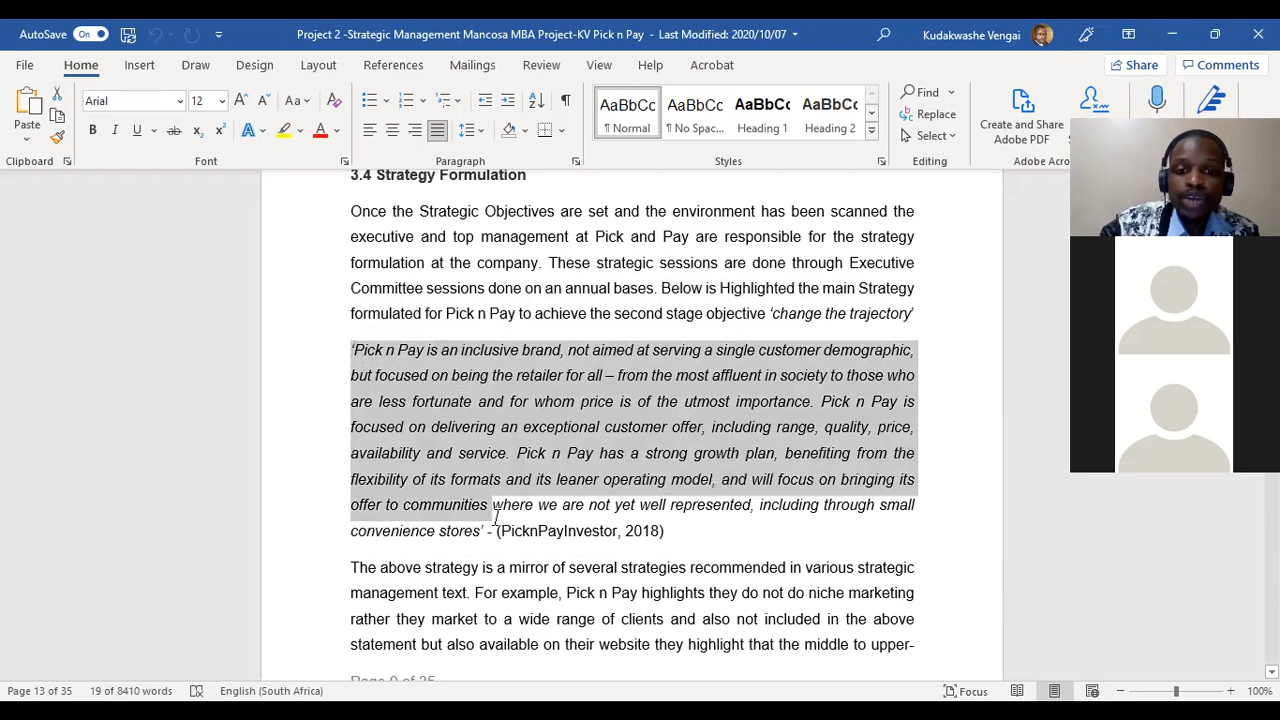 AutoSave On Project 2 -Strategic Management Mancosa MBA Project-KV Pick n Pay - Last Modified: 2020/10/07 Kudakwashe Vengai
File Home Insert Draw Design Layout References Mailings Review View Help Acrobat Share Comments
Paste Arial 12 Aa
B I U ab x₂ x² A A
AaBbCc AaBbCc AaBbCc AaBbCc
¶ Normal ¶ No Spac... Heading 1 Heading 2
Find
Replace
Select
Create and Share
Adobe PDF
Clipboard Font Paragraph Styles Editing Adobe Acro
3.4 Strategy Formulation
Once the Strategic Objectives are set and the environment has been scanned the
executive and top management at Pick and Pay are responsible for the strategy
formulation at the company. These strategic sessions are done through Executive
Committee sessions done on an annual bases. Below is Highlighted the main Strategy
formulated for Pick n Pay to achieve the second stage objective ‘change the trajectory’
‘Pick n Pay is an inclusive brand, not aimed at serving a single customer demographic,
but focused on being the retailer for all – from the most affluent in society to those who
are less fortunate and for whom price is of the utmost importance. Pick n Pay is
focused on delivering an exceptional customer offer, including range, quality, price,
availability and service. Pick n Pay has a strong growth plan, benefiting from the
flexibility of its formats and its leaner operating model, and will focus on bringing its
offer to communities where we are not yet well represented, including through small
convenience stores’ - (PicknPayInvestor, 2018)
The above strategy is a mirror of several strategies recommended in various strategic
management text. For example, Pick n Pay highlights they do not do niche marketing
rather they market to a wide range of clients and also not included in the above
statement but also available on their website they highlight that the middle to upper-
Page 9 of 35
Page 13 of 35 19 of 8410 words English (South Africa) Focus 100%